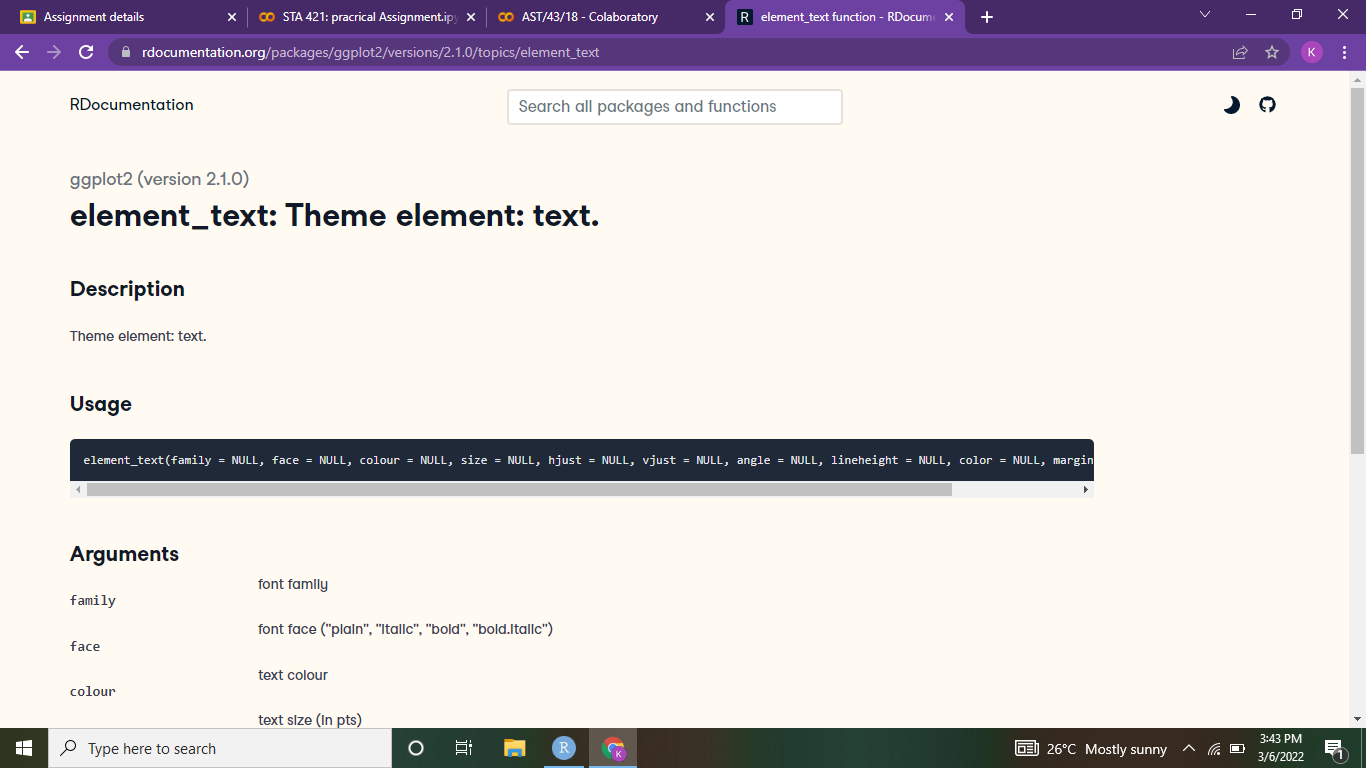 Assignment details
STA 421: pracrical Assignment.ipy
AST/43/18 - Colaboratory
R
element_text function - RDocume
rdocumentation.org/packages/ggplot2/versions/2.1.0/topics/element_text
K
RDocumentation
Search all packages and functions
ggplot2 (version 2.1.0)
element_text: Theme element: text.
Description
Theme element: text.
Usage
element_text(family = NULL, face = NULL, colour = NULL, size = NULL, hjust = NULL, vjust = NULL, angle = NULL, lineheight = NULL, color = NULL, margin
Arguments
font family
family
font face ("plain", "italic", "bold", "bold.italic")
face
text colour
colour
text size (in pts)
Type here to search
R
K
26°C Mostly sunny
3:43 PM
3/6/2022
1